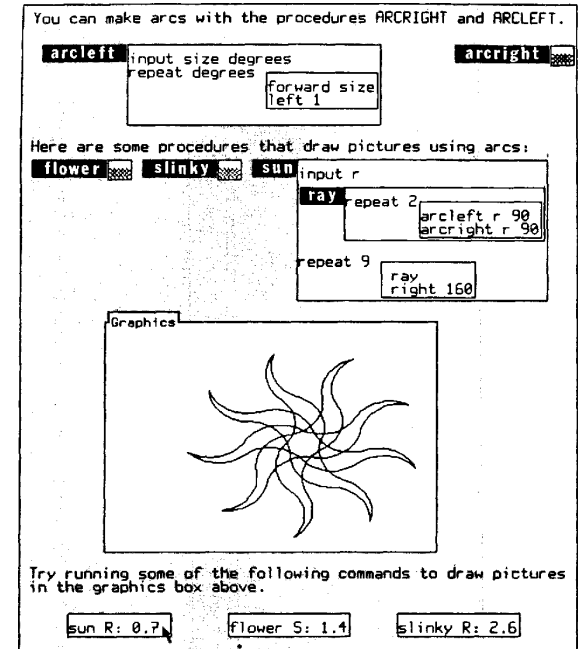 You can make arcs with the procedures ARCRIGHT and ARCLEFT.
arcleft
input size degrees
repeat degrees
forward size
left 1
arcright
Here are some procedures that draw pictures using arcs:
flower
slinky
sun
input r
ray
repeat 2
arcleft r 90
arcright r 90
repeat 9
ray
right 160
Graphics
Try running some of the following commands to draw pictures
in the graphics box above.
sun R: 0.7
flower S: 1.4
slinky R: 2.6